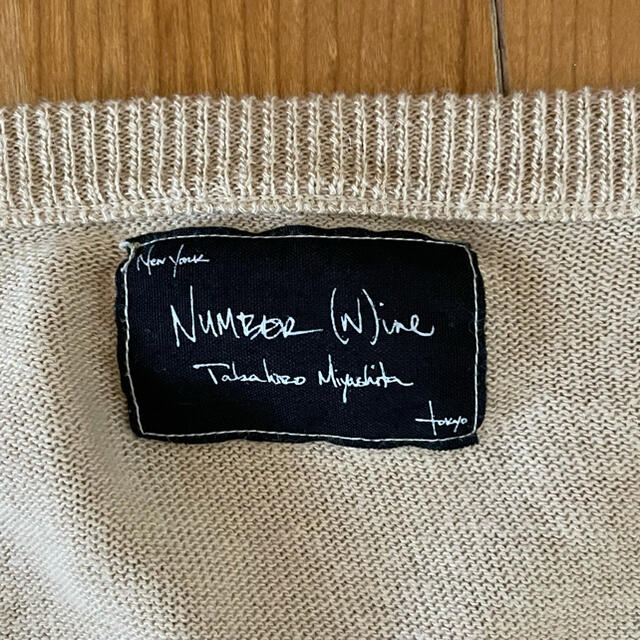 New York
NUMBER (N)ine
Takahiro Miyashita
tokyo